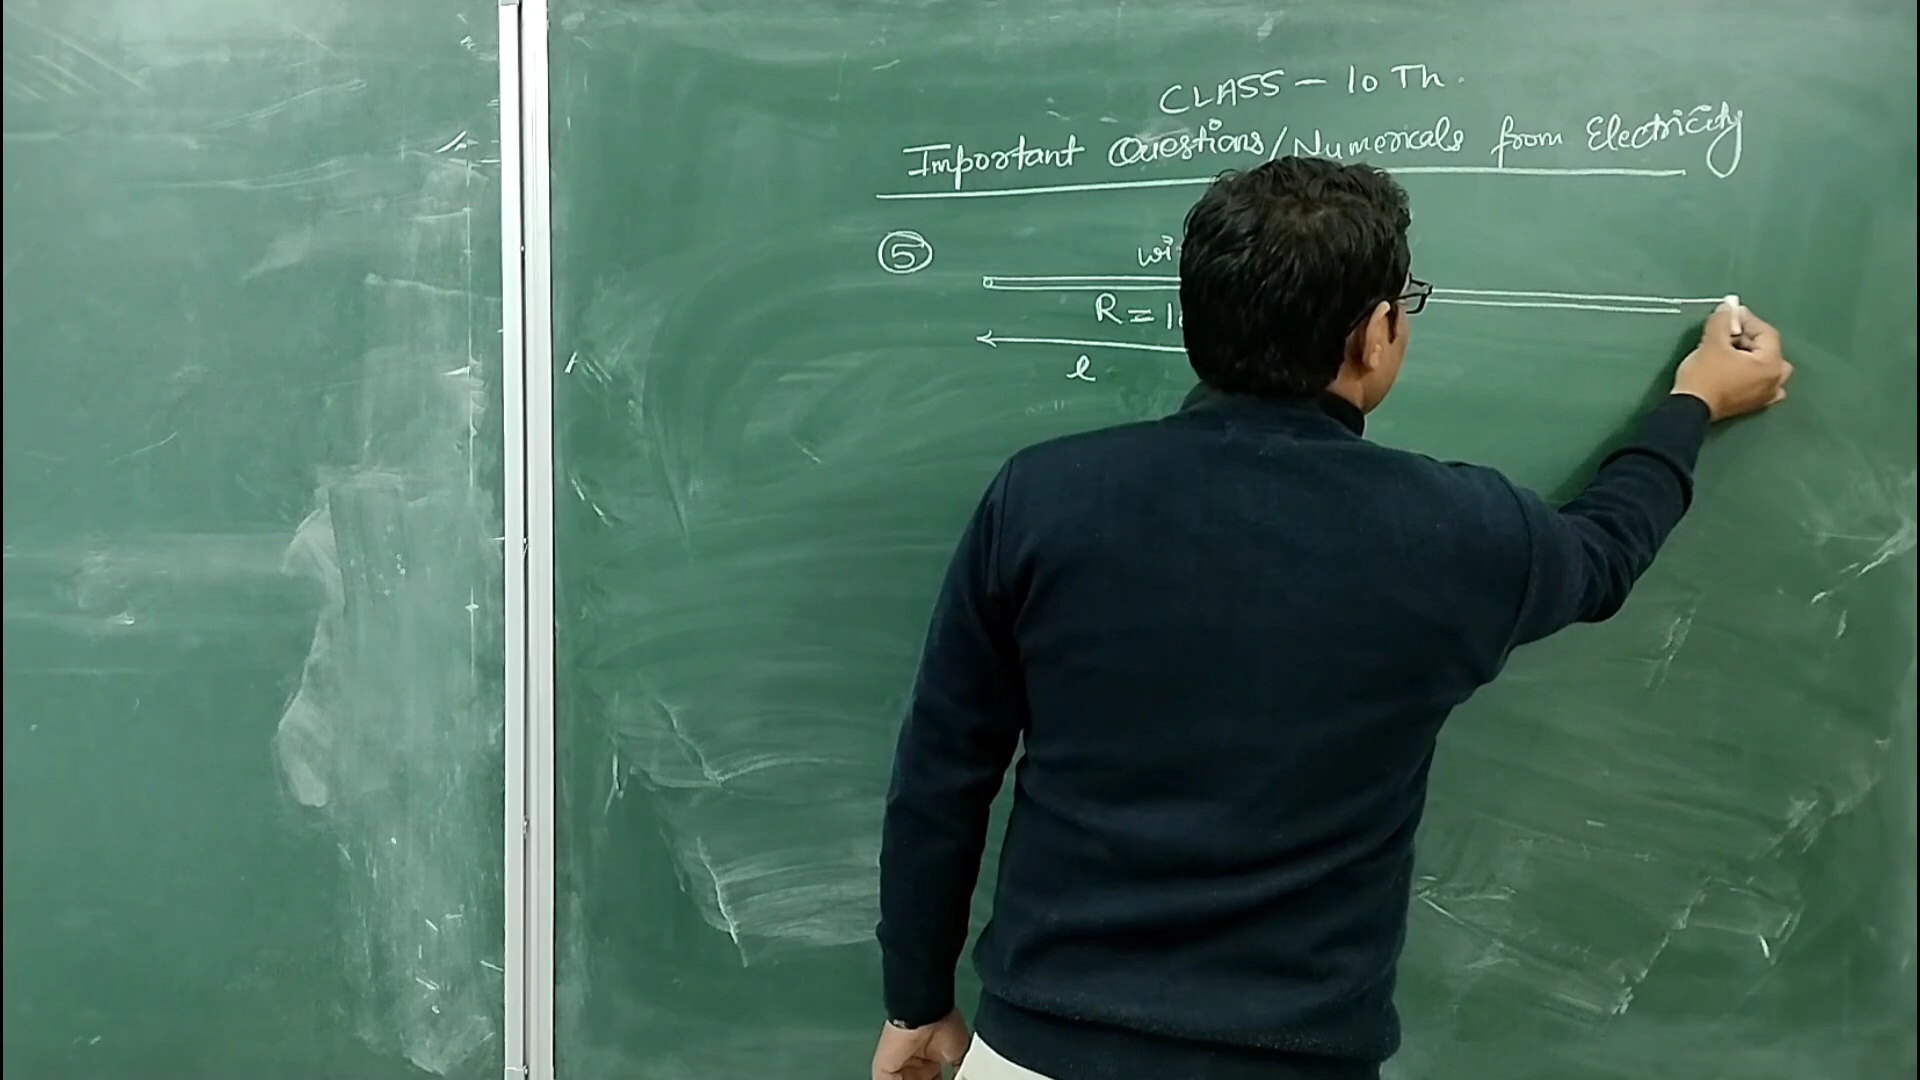 CLASS - 10 Th.
Important Questions/Numericals from Electricity
5
R = 1
l